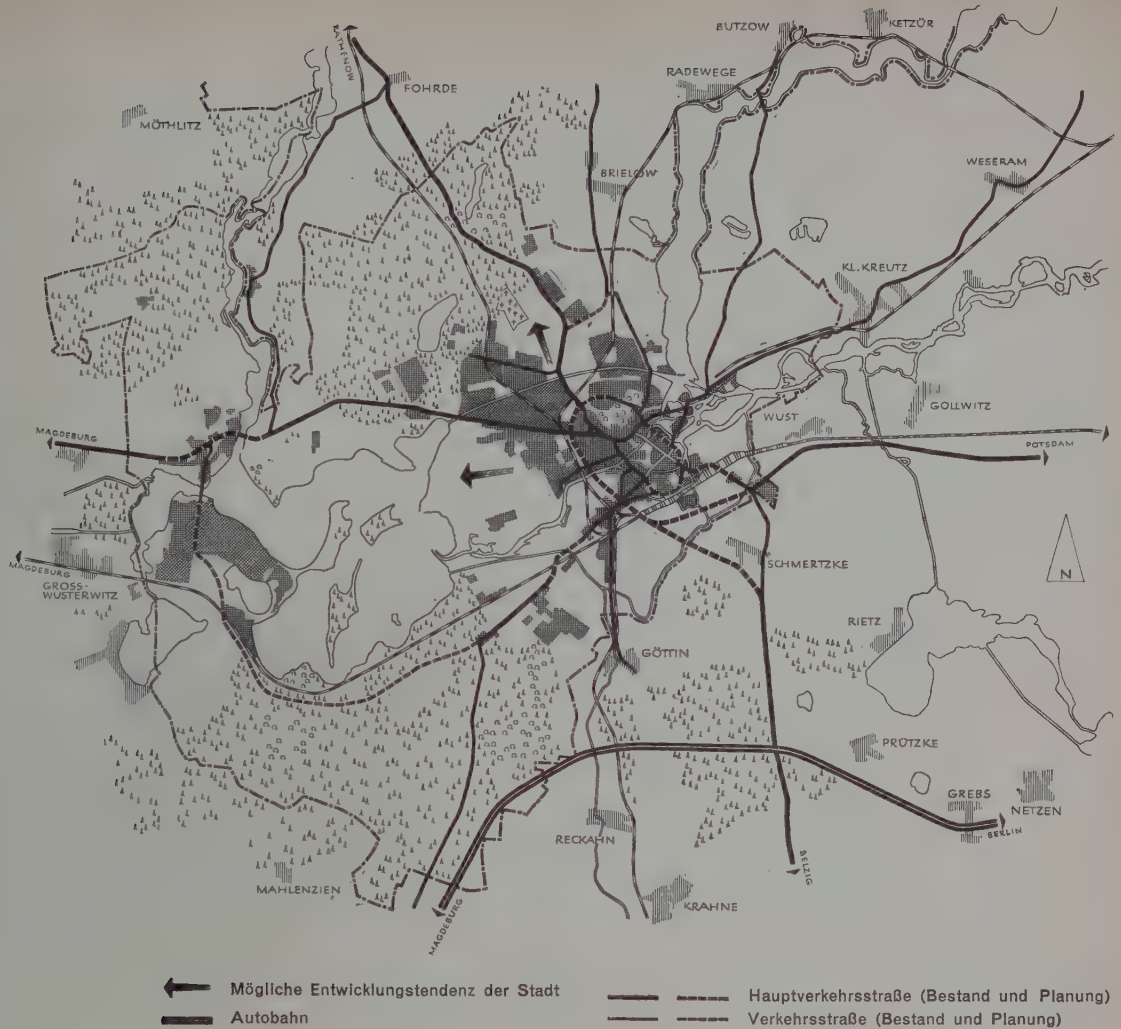 BUTZOW
KETZÜR
RATHENOW
FOHRDE
RADEWEGE
MÖTHLITZ
WESERAM
BRIELOW
KL. KREUTZ
GOLLWITZ
WUST
MAGDEBURG
POTSDAM
SCHMERTZKE
MAGDEBURG
GROSS-
WUSTERWITZ
N
RIETZ
GÖTTIN
PRÜTZKE
GREBS
NETZEN
BERLIN
RECKAHN
BELZIG
MAHLENZIEN
KRAHNE
MAGDEBURG
Mögliche Entwicklungstendenz der Stadt
Hauptverkehrsstraße (Bestand und Planung)
Autobahn
Verkehrsstraße (Bestand und Planung)